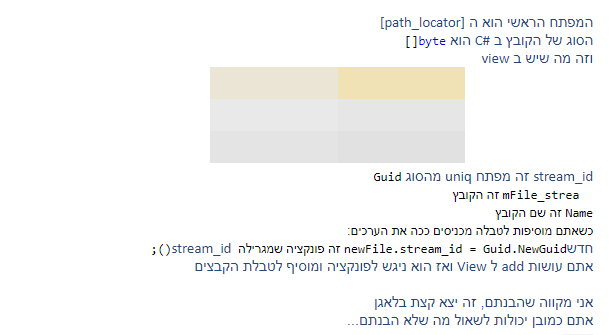 המפתח הראשי הוא ה [path_locator]
הסוג של הקובץ ב C# הוא byte[]
וזה מה שיש ב view
stream_id זה מפתח uniq מהסוג Guid
mFile_strea זה הקובץ
Name זה שם הקובץ
כשאתם מוסיפות לטבלה מכניסים ככה את הערכים:
חדשnewFile.stream_id = Guid.NewGuid זה פונקציה שמגרילה stream_id();
אתם עושות add ל View ואז הוא ניגש לפונקציה ומוסיף לטבלת הקבצים
אני מקווה שהבנתם, זה יצא קצת בלאגן
אתם כמובן יכולות לשאול מה שלא הבנתם...